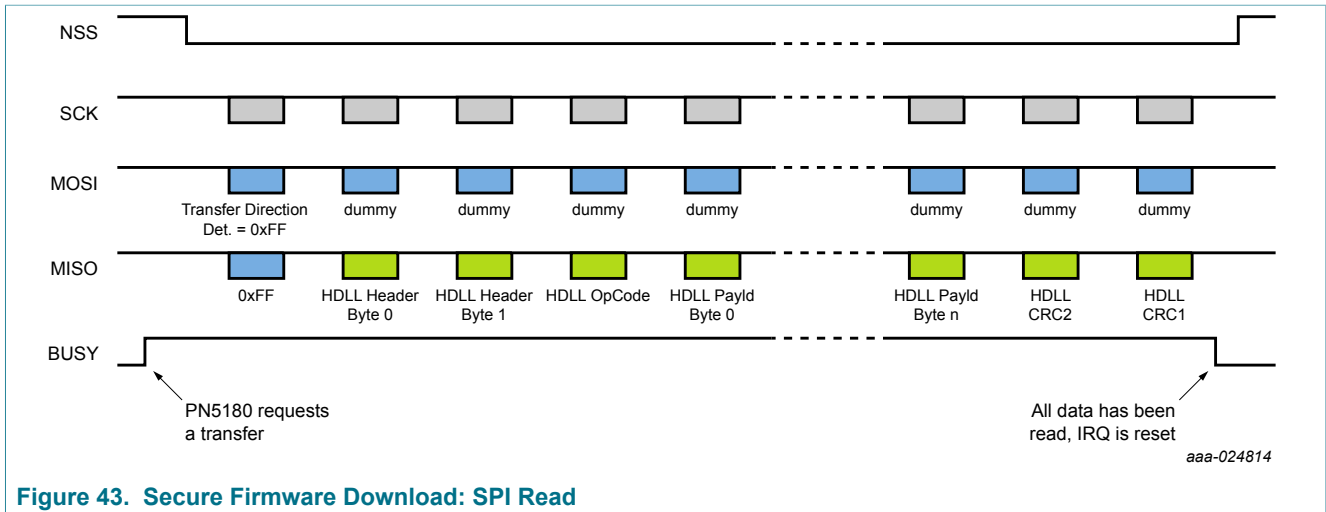 NSS
SCK
MOSI
Transfer Direction
Det. = 0xFF
dummy
dummy
dummy
dummy
dummy
dummy
dummy
MISO
0xFF
HDLL Header
Byte 0
HDLL Header
Byte 1
HDLL OpCode
HDLL Payld
Byte 0
HDLL Payld
Byte n
HDLL
CRC2
HDLL
CRC1
BUSY
PN5180 requests
a transfer
All data has been
read, IRQ is reset
aaa-024814
Figure 43. Secure Firmware Download: SPI Read